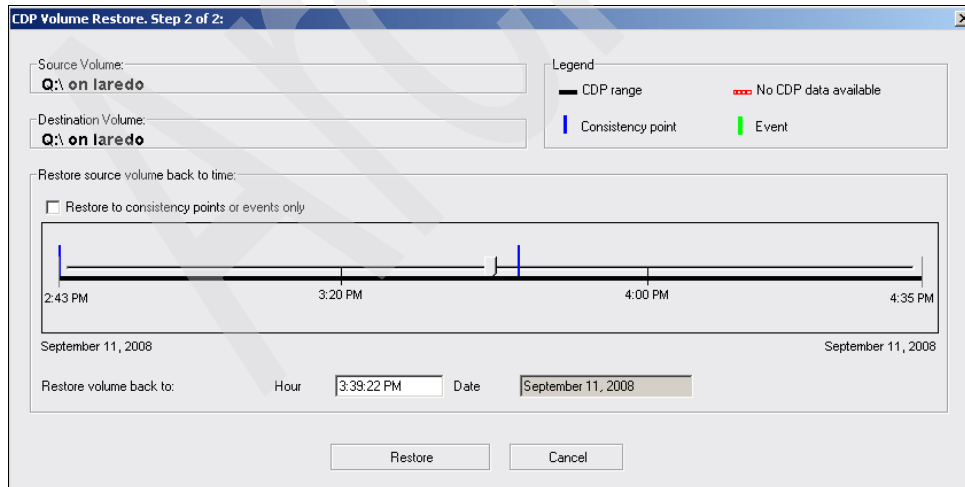 CDP Volume Restore. Step 2 of 2:
Source Volume:
Q:\ on laredo
Destination Volume:
Q:\ on laredo
Legend
CDP range
No CDP data available
Consistency point
Event
Restore source volume back to time:
Restore to consistency points or events only
2:43 PM 3:20 PM 4:00 PM 4:35 PM
September 11, 2008 September 11, 2008
Restore volume back to: Hour 3:39:22 PM Date September 11, 2008
Restore Cancel